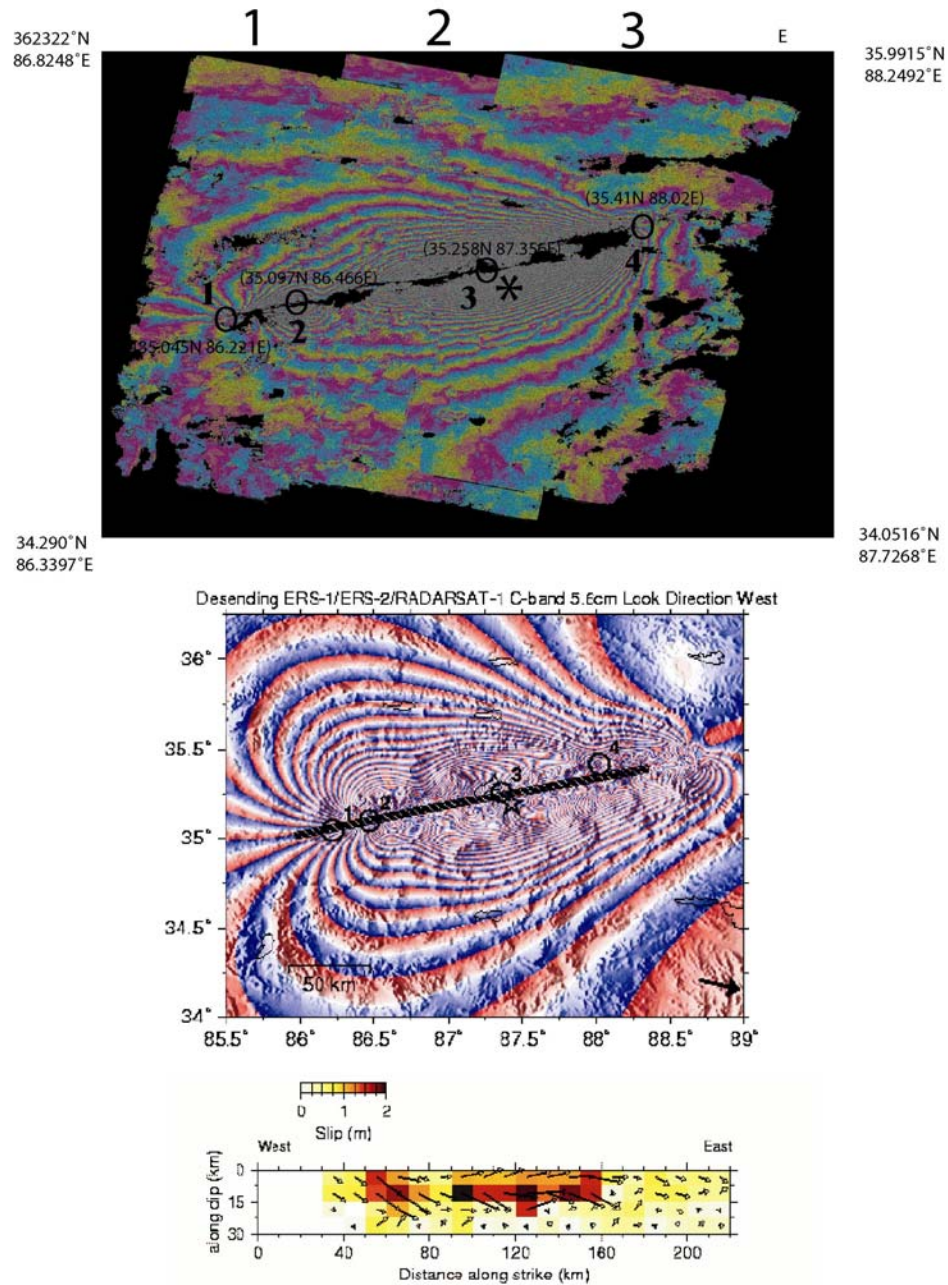 1 2 3 E
362322˚N
86.8248˚E
35.9915˚N
88.2492˚E
(35.41N 88.02E)
(35.258N 87.356E)
(35.097N 86.466E)
1
2
3
*
4
(35.045N 86.221E)
34.290˚N
86.3397˚E
34.0516˚N
87.7268˚E
Desending ERS-1/ERS-2/RADARSAT-1 C-band 5.6cm Look Direction West
36°
35.5°
35°
34.5°
34°
1
2
3
4
50 km
85.5° 86° 86.5° 87° 87.5° 88° 88.5° 89°
0 1 2
Slip (m)
West East
along dip (km)
0
15
30
0 40 80 120 160 200
Distance along strike (km)